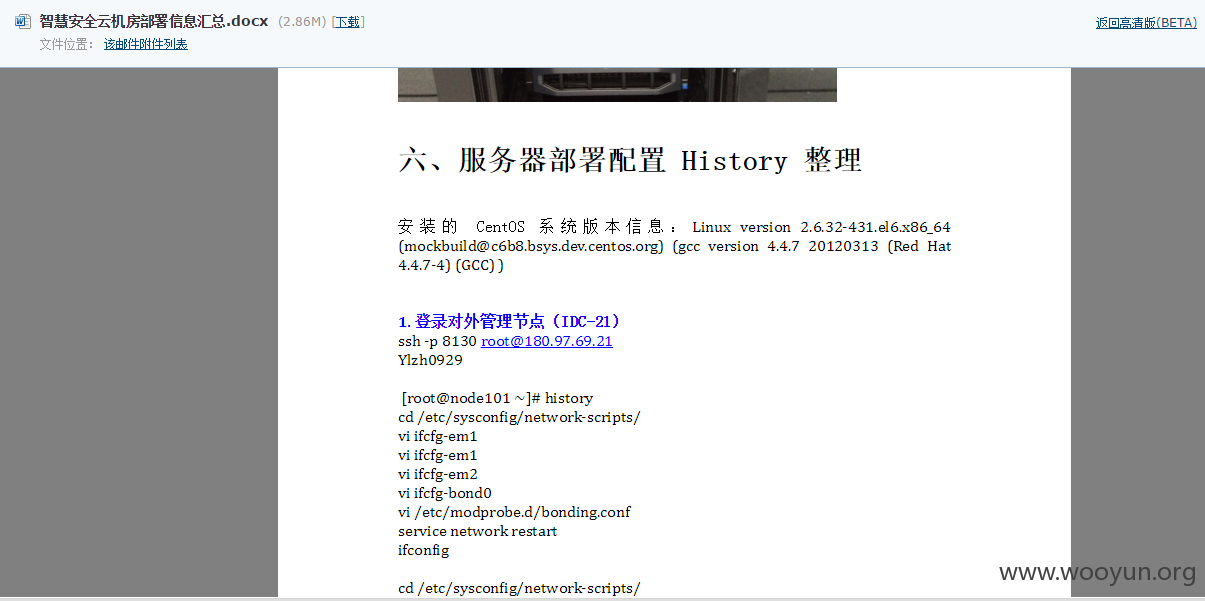 智慧安全云机房部署信息汇总.docx (2.86M) [下载]
返回高清版(BETA)
文件位置： 该邮件附件列表
六、服务器部署配置 History 整理
安装的 CentOS 系统版本信息：Linux version 2.6.32-431.el6.x86_64
(mockbuild@c6b8.bsys.dev.centos.org) (gcc version 4.4.7 20120313 (Red Hat
4.4.7-4) (GCC) )
1. 登录对外管理节点（IDC-21）
ssh -p 8130 root@180.97.69.21
Ylzh0929
[root@node101 ~]# history
cd /etc/sysconfig/network-scripts/
vi ifcfg-em1
vi ifcfg-em1
vi ifcfg-em2
vi ifcfg-bond0
vi /etc/modprobe.d/bonding.conf
service network restart
ifconfig
cd /etc/sysconfig/network-scripts/
www.wooyun.org